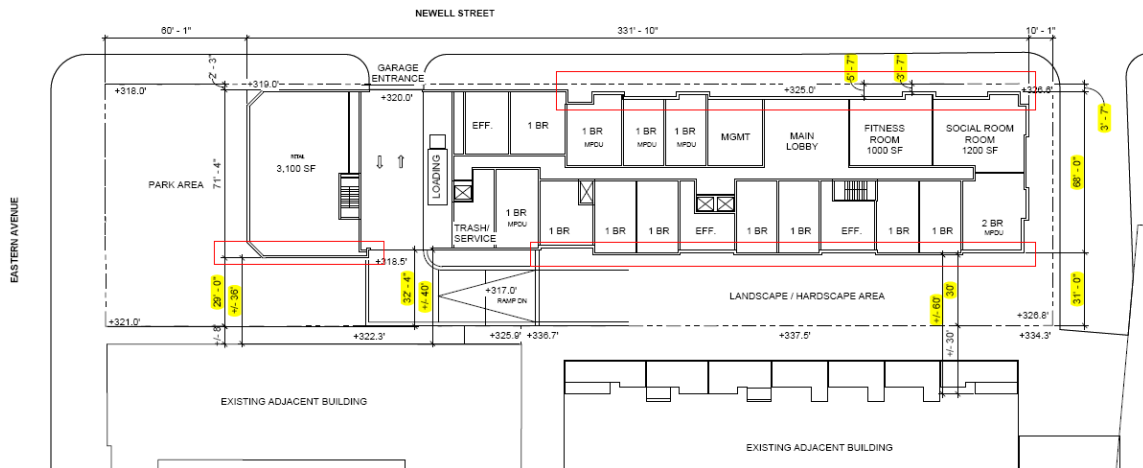 NEWELL STREET
60' - 1"
331' - 10"
10' - 1"
2' - 3"
GARAGE
ENTRANCE
5' - 7"
3' - 7"
+318.0'
+319.0'
+320.0'
+325.0'
+326.6'
3' - 7"
EFF.
1 BR
1 BR
MPDU
1 BR
MPDU
1 BR
MPDU
MGMT
MAIN
LOBBY
FITNESS
ROOM
1000 SF
SOCIAL ROOM
ROOM
1200 SF
RETAIL
3,100 SF
LOADING
PARK AREA
71' - 4"
68' - 0"
EASTERN AVENUE
TRASH/
SERVICE
1 BR
MPDU
1 BR
1 BR
1 BR
EFF.
1 BR
1 BR
EFF.
1 BR
1 BR
2 BR
MPDU
+318.5'
29' - 0"
+/- 36'
32' - 4"
+/- 40'
+317.0'
RAMP DN
LANDSCAPE / HARDSCAPE AREA
+/- 60'
30'
31' - 0"
+321.0'
+/- 8'
+322.3'
+325.9'
+336.7'
+337.5'
+326.8'
+334.3'
+/- 30'
EXISTING ADJACENT BUILDING
EXISTING ADJACENT BUILDING